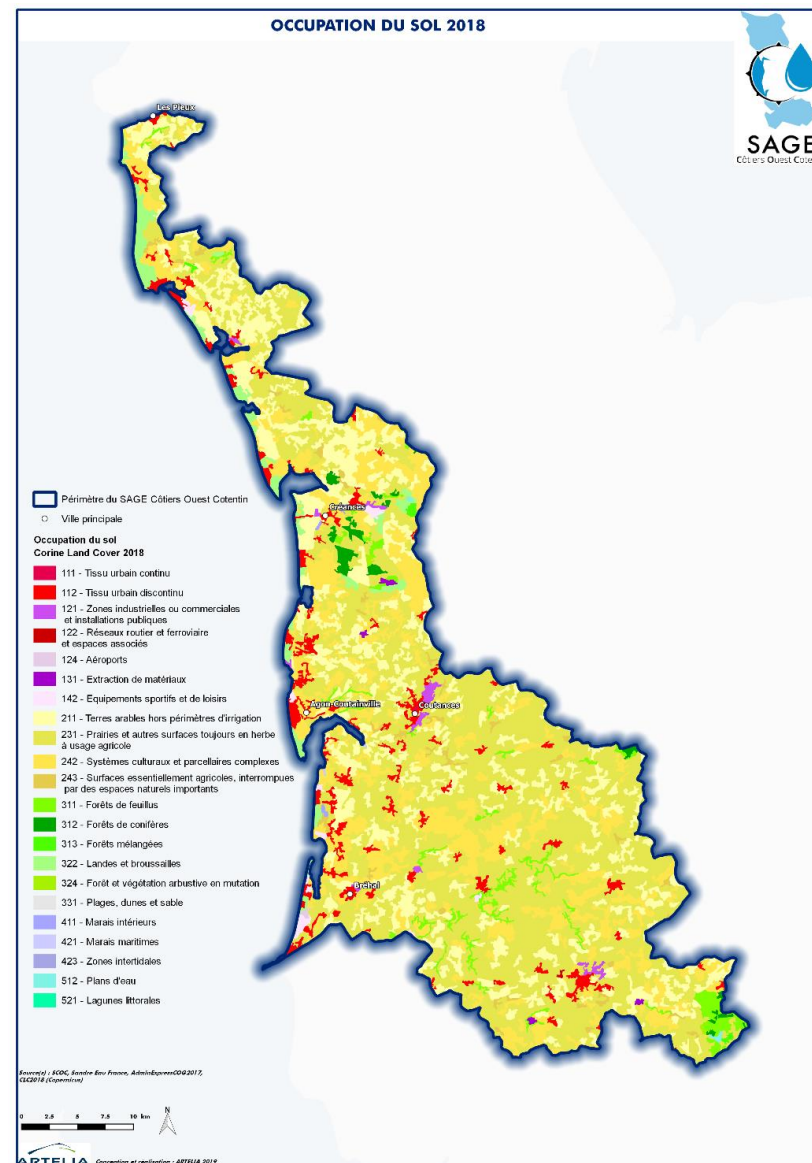 OCCUPATION DU SOL 2018
SAGE
Côtiers Ouest Coten
Les Pieux
Créances
Agon-Coutainville
Coutances
Bréhal
Périmètre du SAGE Côtiers Ouest Cotentin
Ville principale
Occupation du sol
Corine Land Cover 2018
111 - Tissu urbain continu
112 - Tissu urbain discontinu
121 - Zones industrielles ou commerciales
et installations publiques
122 - Réseaux routier et ferroviaire
et espaces associés
124 - Aéroports
131 - Extraction de matériaux
142 - Equipements sportifs et de loisirs
211 - Terres arables hors périmètres d'irrigation
231 - Prairies et autres surfaces toujours en herbe
à usage agricole
242 - Systèmes culturaux et parcellaires complexes
243 - Surfaces essentiellement agricoles, interrompues
par des espaces naturels importants
311 - Forêts de feuillus
312 - Forêts de conifères
313 - Forêts mélangées
322 - Landes et broussailles
324 - Forêt et végétation arbustive en mutation
331 - Plages, dunes et sable
411 - Marais intérieurs
421 - Marais maritimes
423 - Zones intertidales
512 - Plans d'eau
521 - Lagunes littorales
Source(s) : SCOC, Sandre Eau France, AdminExpressCOG2017,
CLC2018 (Copernicus)
0 2.5 5 7.5 10 km
N
ARTELIA Conception et réalisation : ARTELIA 2019